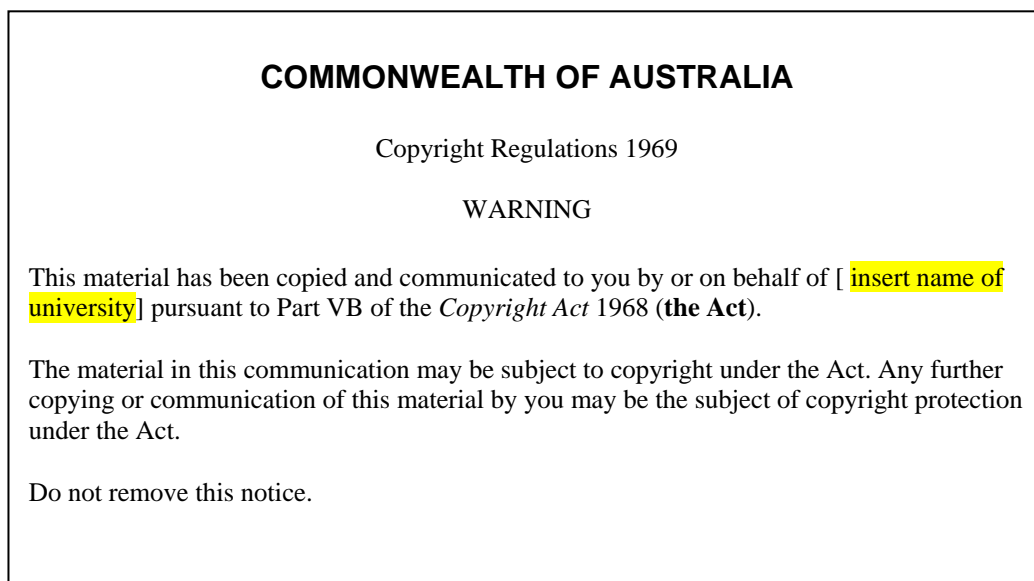 COMMONWEALTH OF AUSTRALIA
Copyright Regulations 1969
WARNING
This material has been copied and communicated to you by or on behalf of [ insert name of
university] pursuant to Part VB of the Copyright Act 1968 (the Act).
The material in this communication may be subject to copyright under the Act. Any further
copying or communication of this material by you may be the subject of copyright protection
under the Act.
Do not remove this notice.